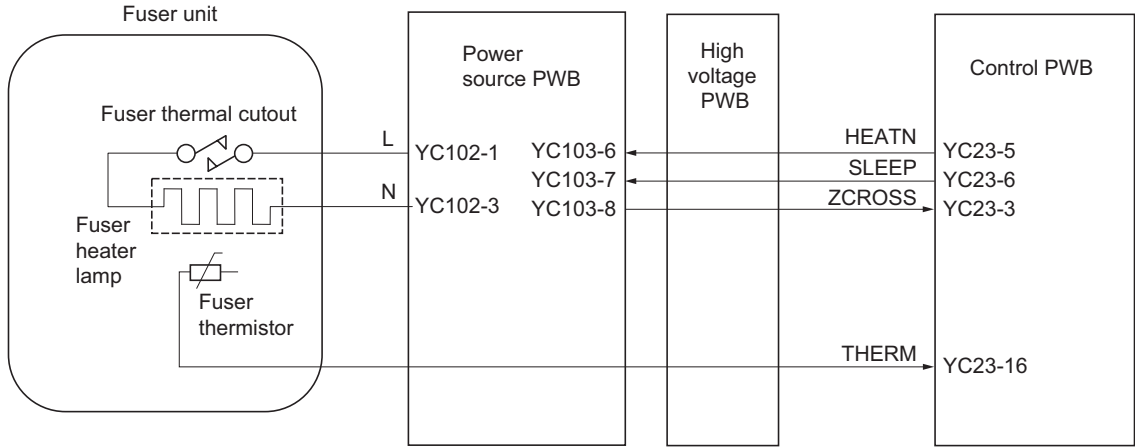 Fuser unit
Power
source PWB
High
voltage
PWB
Control PWB
Fuser thermal cutout
L
YC102-1
YC103-6
HEATN
YC23-5
YC103-7
SLEEP
YC23-6
N
YC102-3
YC103-8
ZCROSS
YC23-3
Fuser
heater
lamp
Fuser
thermistor
THERM
YC23-16